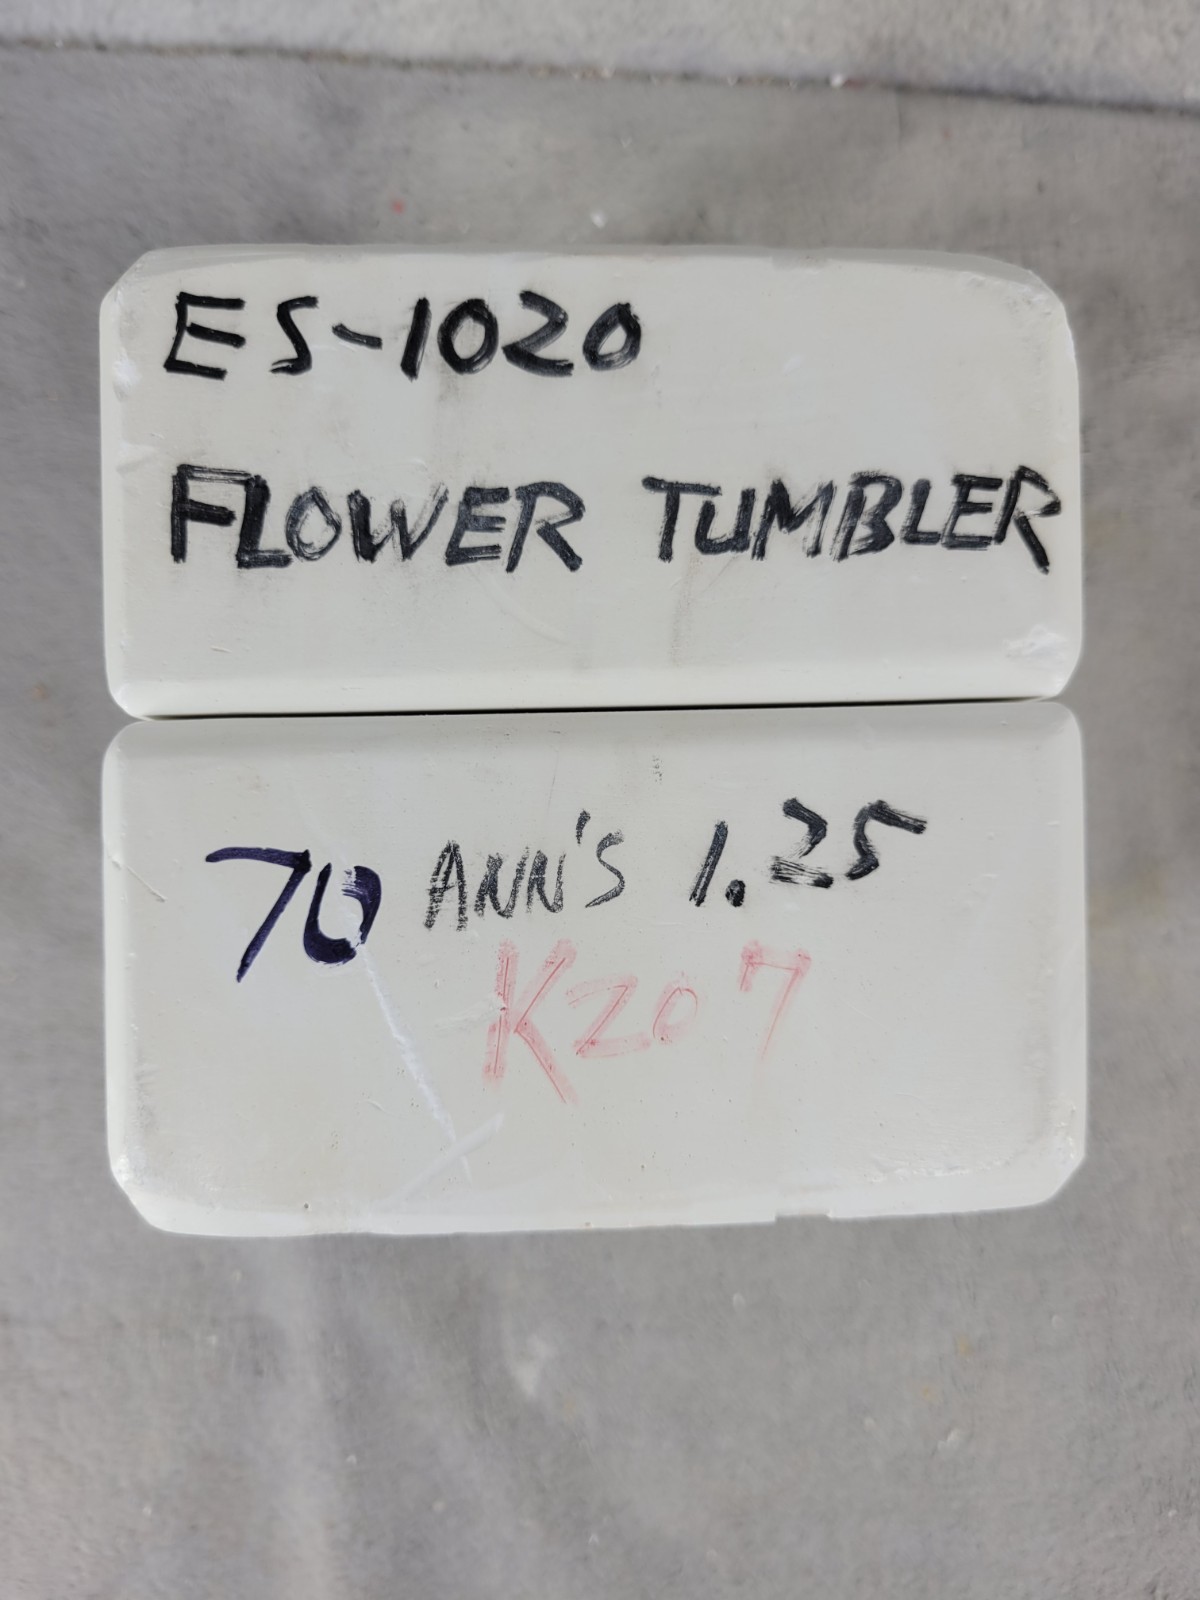 ES-1020
FLOWER TUMBLER
70 ANN'S 1.25
K207